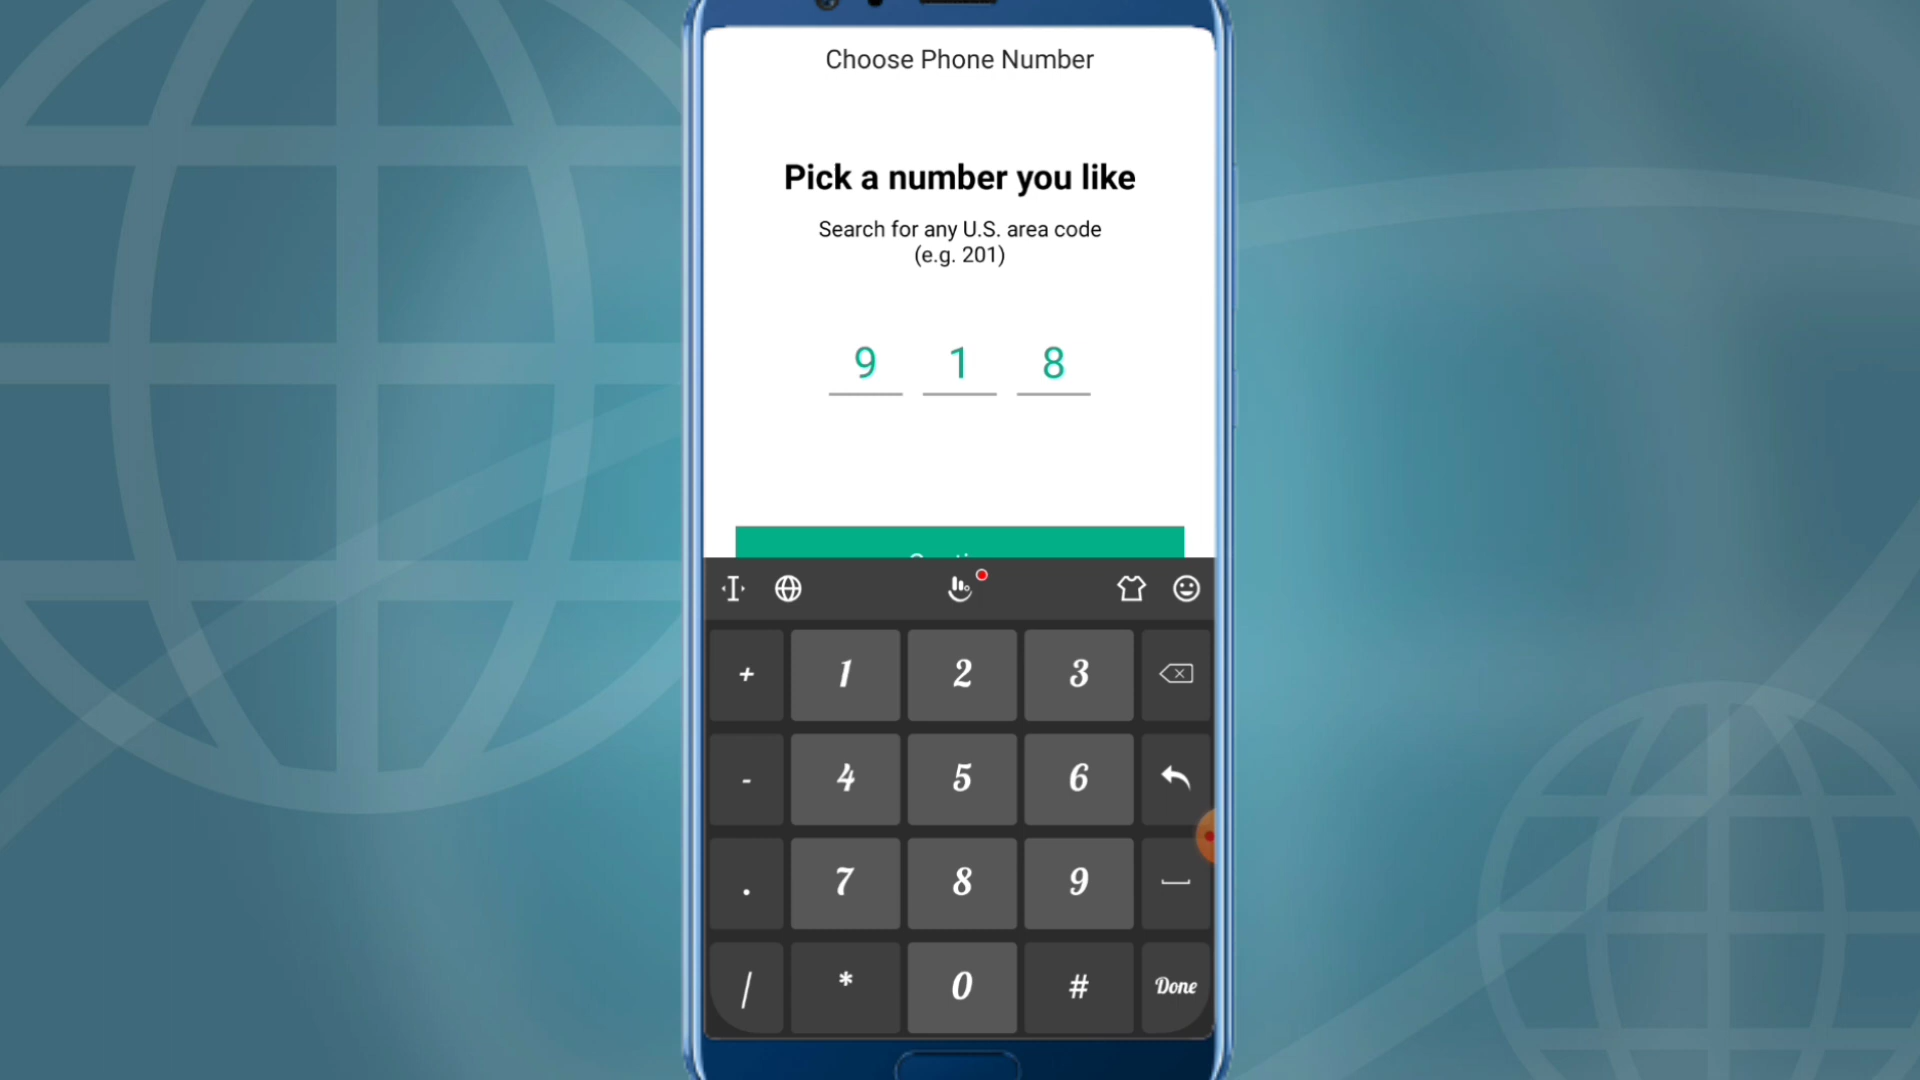 Choose Phone Number
Pick a number you like
Search for any U.S. area code
(e.g. 201)
9 1 8
+ 1 2 3
- 4 5 6
. 7 8 9
/ * 0 # Done